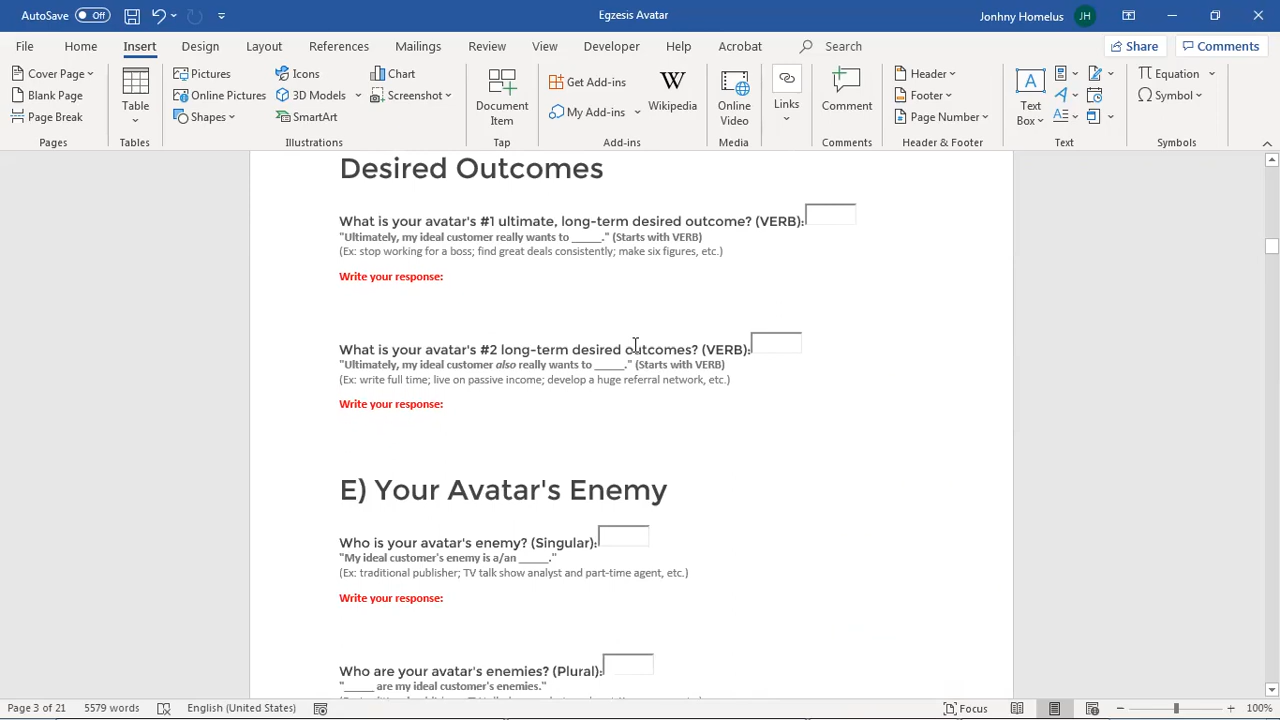 AutoSave Off Egzesis Avatar Jonhny Homelus JH
File Home Insert Design Layout References Mailings Review View Developer Help Acrobat Search Share Comments
Cover Page
Blank Page
Page Break
Pages
Table
Tables
Pictures
Online Pictures
Shapes
Icons
3D Models
SmartArt
Chart
Screenshot
Illustrations
Document
Item
Tap
Get Add-ins
My Add-ins
Wikipedia
Add-ins
Online
Video
Media
Links
Comment
Comments
Header
Footer
Page Number
Header & Footer
Text
Box
Text
Equation
Symbol
Symbols
Desired Outcomes
What is your avatar's #1 ultimate, long-term desired outcome? (VERB):
"Ultimately, my ideal customer really wants to _____." (Starts with VERB)
(Ex: stop working for a boss; find great deals consistently; make six figures, etc.)
Write your response:
What is your avatar's #2 long-term desired outcomes? (VERB):
"Ultimately, my ideal customer also really wants to _____." (Starts with VERB)
(Ex: write full time; live on passive income; develop a huge referral network, etc.)
Write your response:
E) Your Avatar's Enemy
Who is your avatar's enemy? (Singular):
"My ideal customer's enemy is a/an _____."
(Ex: traditional publisher; TV talk show analyst and part-time agent, etc.)
Write your response:
Who are your avatar's enemies? (Plural):
"_____ are my ideal customer's enemies."
Page 3 of 21 5579 words English (United States) Focus 100%